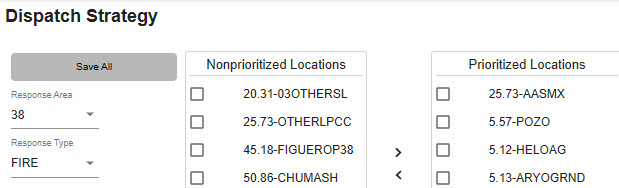 Dispatch Strategy
Save All
Response Area
38
Response Type
FIRE
Nonprioritized Locations
20.31-03OTHERSL
25.73-OTHERLPCC
45.18-FIGUEROP38
50.86-CHUMASH
>
<
Prioritized Locations
25.73-AASMX
5.57-POZO
5.12-HELOAG
5.13-ARYOGRND